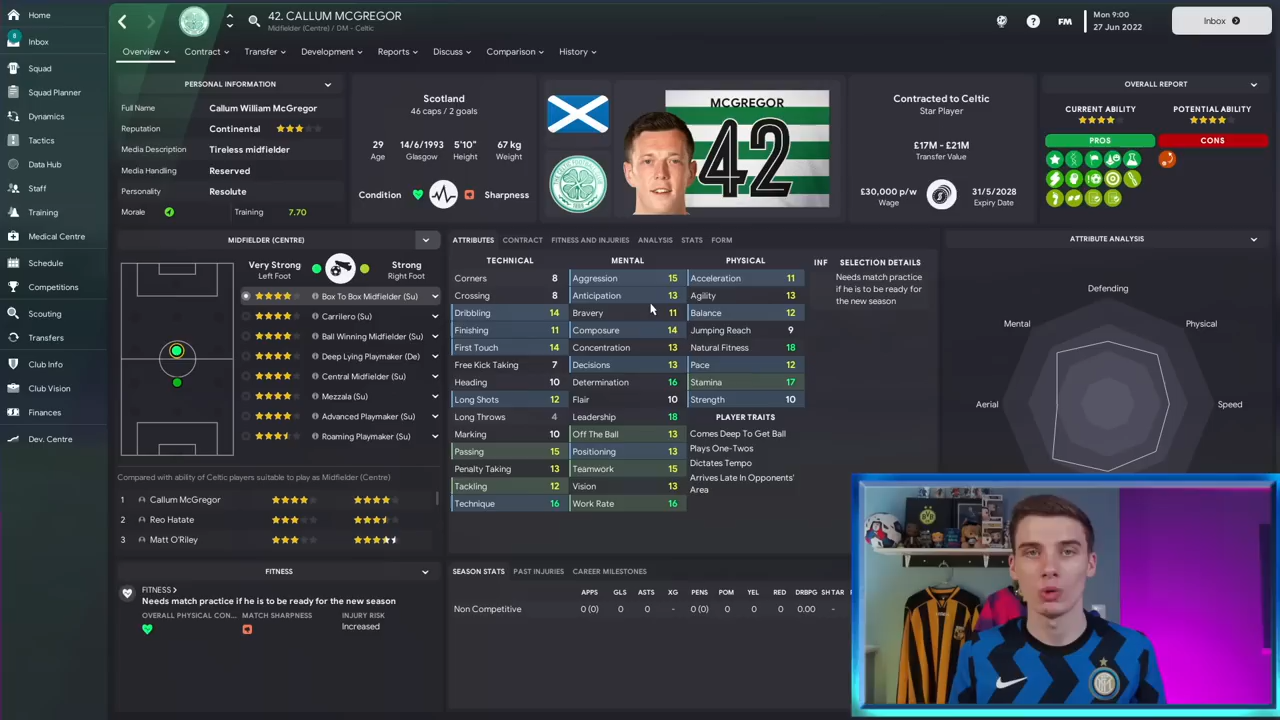 Home
Inbox
8
Squad
Squad Planner
Dynamics
Tactics
Data Hub
Staff
Training
Medical Centre
Schedule
Competitions
Scouting
Transfers
Club Info
Club Vision
Finances
Dev. Centre
42. CALLUM MCGREGOR
Midfielder (Centre) / DM - Celtic
FM
Mon 9:00
27 Jun 2022
Inbox
Overview
Contract
Transfer
Development
Reports
Discuss
Comparison
History
PERSONAL INFORMATION
Full Name Callum William McGregor
Reputation Continental
Media Description Tireless midfielder
Media Handling Reserved
Personality Resolute
Morale Training 7.70
Scotland
46 caps / 2 goals
29 14/6/1993 5'10" 67 kg
Age Glasgow Height Weight
Condition Sharpness
MCGREGOR
42
Contracted to Celtic
Star Player
£17M - £21M
Transfer Value
£30,000 p/w 31/5/2028
Wage Expiry Date
OVERALL REPORT
CURRENT ABILITY POTENTIAL ABILITY
PROS CONS
MIDFIELDER (CENTRE)
Very Strong Strong
Left Foot Right Foot
Box To Box Midfielder (Su)
Carrilero (Su)
Ball Winning Midfielder (Su)
Deep Lying Playmaker (De)
Central Midfielder (Su)
Mezzala (Su)
Advanced Playmaker (Su)
Roaming Playmaker (Su)
Compared with ability of Celtic players suitable to play as Midfielder (Centre)
1 Callum McGregor
2 Reo Hatate
3 Matt O'Riley
ATTRIBUTES CONTRACT FITNESS AND INJURIES ANALYSIS STATS FORM
TECHNICAL MENTAL PHYSICAL
Corners 8 Aggression 15 Acceleration 11
Crossing 8 Anticipation 13 Agility 13
Dribbling 14 Bravery 11 Balance 12
Finishing 11 Composure 14 Jumping Reach 9
First Touch 14 Concentration 13 Natural Fitness 18
Free Kick Taking 7 Decisions 13 Pace 12
Heading 10 Determination 16 Stamina 17
Long Shots 12 Flair 10 Strength 10
Long Throws 4 Leadership 18 PLAYER TRAITS
Marking 10 Off The Ball 13 Comes Deep To Get Ball
Passing 15 Positioning 13 Plays One-Twos
Penalty Taking 13 Teamwork 15 Dictates Tempo
Tackling 12 Vision 13 Arrives Late In Opponents'
Area
Technique 16 Work Rate 16
INF SELECTION DETAILS
Needs match practice
if he is to be ready for
the new season
ATTRIBUTE ANALYSIS
Defending
Mental Physical
Aerial Speed
FITNESS
FITNESS
Needs match practice if he is to be ready for the new season
OVERALL PHYSICAL CON... MATCH SHARPNESS INJURY RISK
Increased
SEASON STATS PAST INJURIES CAREER MILESTONES
APPS GLS ASTS XG PENS POM YEL RED DRBPG SH TAR
Non Competitive 0 (0) 0 0 - 0 (0) 0 0 0 0.00 -